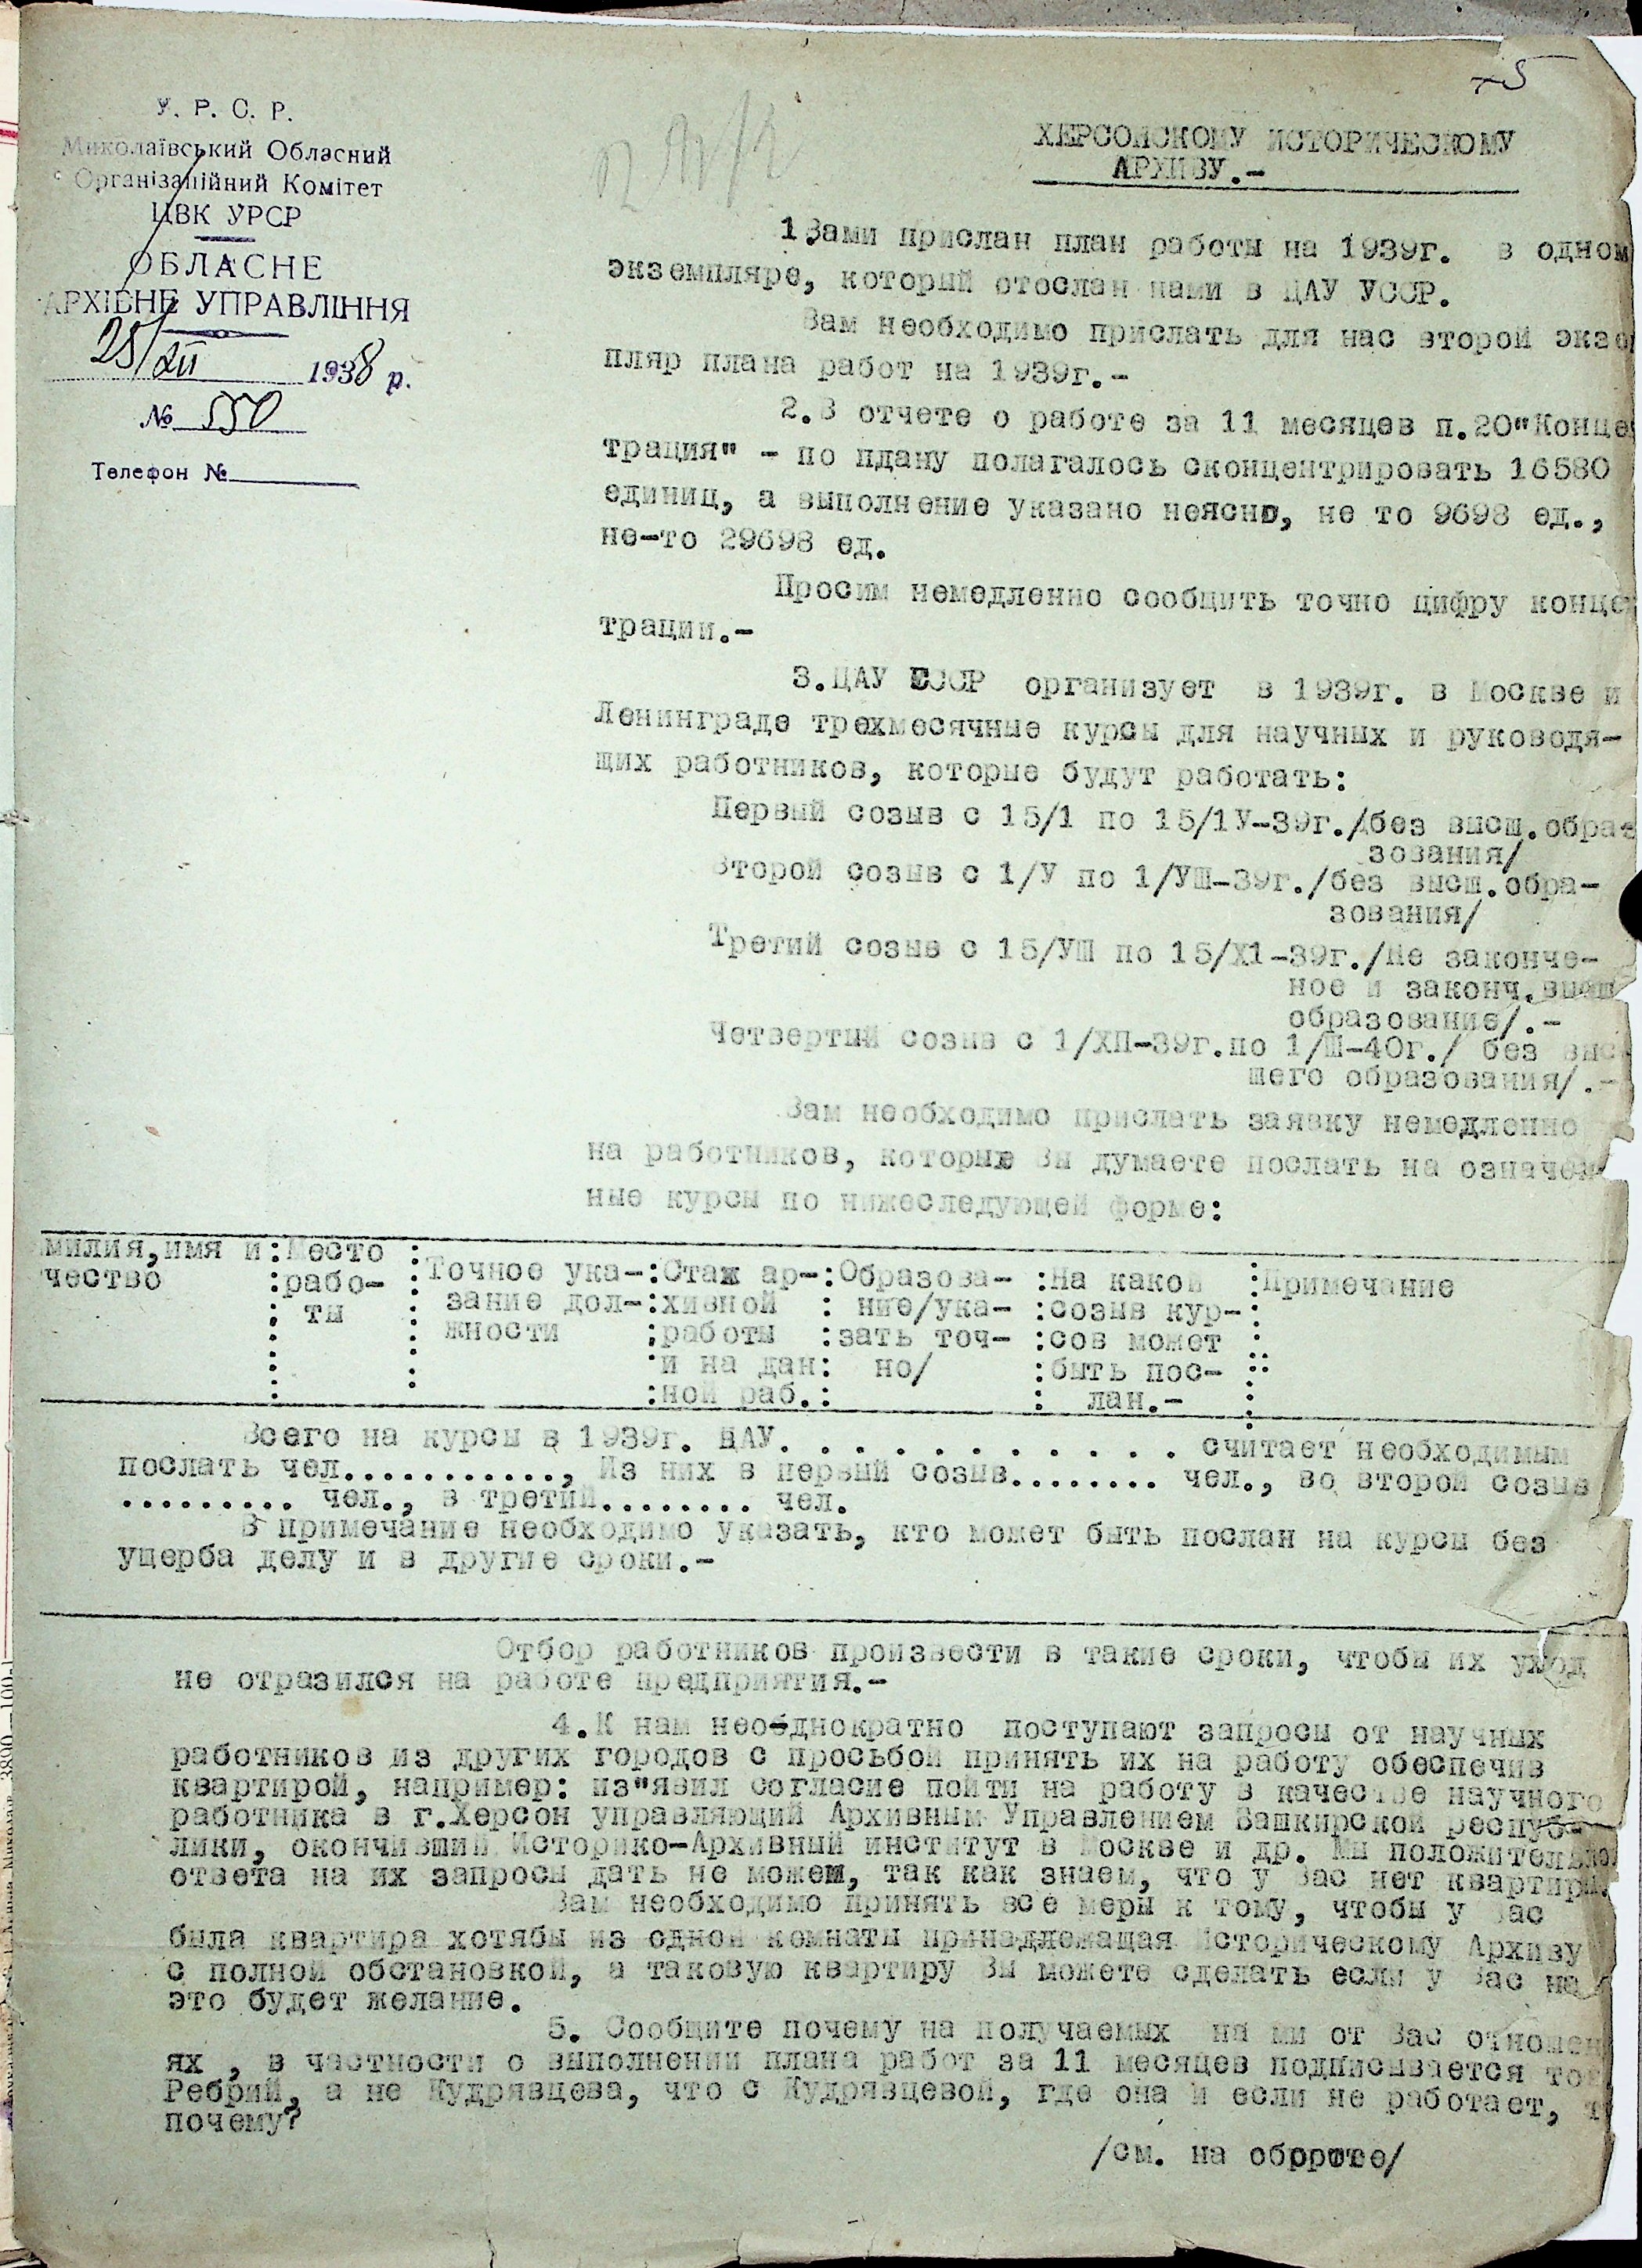 75
У. Р. С. Р.
Миколаївський Обласний
Організаційний Комітет
ЦВК УРСР
ОБЛАСНЕ
АРХІВНЕ УПРАВЛІННЯ
25/XII 1938 р.
№ 550
Телефон №
ХЕРСОНСКОМУ ИСТОРИЧЕСКОМУ
АРХИВУ.-
1.Вами прислан план работы на 1939г. в одном
экземпляре, который отослан нами в ЦАУ УССР.
Вам необходимо прислать для нас второй экзе
пляр плана работ на 1939г.-
2.В отчете о работе за 11 месяцев п.20"Конце
трация" - по плану полагалось сконцентрировать 16580
единиц, а выполнение указано неясно, не то 9698 ед.,
не-то 29698 ед.
Просим немедленно сообщить точно цифру конце
трации.-
3.ЦАУ СССР организует в 1939г. в Москве и
Ленинграде трехмесячные курсы для научных и руководя-
щих работников, которые будут работать:
Первый созыв с 15/1 по 15/1У-39г./без высш.обра-
зования/
Второй созыв с 1/У по 1/УШ-39г./без высш.обра-
зования/
Третий созыв с 15/УШ по 15/Х1-39г./Не законче-
ное и законч.высш
образование/.-
Четвертый созыв с 1/ХП-39г.по 1/Ш-40г./ без выс-
шего образования/.-
Вам необходимо прислать заявку немедленно
на работников, которых Вы думаете послать на означен
ные курсы по нижеследующей форме:
милия,имя и:Место : Точное ука-:Стаж ар-:Образова- :На какой :Примечание
чество :рабо- : зание дол-:хивной : ние/ука- :созыв кур-:
: ты : жности :работы :зать точ- :сов может :
:и на дан: но/ :быть пос- :
:ной раб.: : лан.- :
Всего на курсы в 1939г. ЦАУ. . . . . . . . . . . . . считает необходимым
послать чел..........., Из них в первый созыв........ чел., во второй созыв
......... чел., в третий........ чел.
В примечание необходимо указать, кто может быть послан на курсы без
ущерба делу и в другие сроки.-
Отбор работников произвести в такие сроки, чтобы их уход
не отразился на работе предприятия.-
4.К нам неоднократно поступают запросы от научных
работников из других городов с просьбой принять их на работу обеспечив
квартирой, например: из"явил согласие пойти на работу в качестве научного
работника в г.Херсон управляющий Архивным Управлением Башкирской респуб-
лики, окончивший Историко-Архивный институт в Москве и др. Мы положительно
ответа на их запросы дать не можем, так как знаем, что у Вас нет квартиры.
Вам необходимо принять все меры к тому, чтобы у Вас
была квартира хотябы из одной комнаты принадлежащая Историческому Архиву
с полной обстановкой, а таковую квартиру Вы можете сделать если у Вас на
это будет желание.
5. Сообщите почему на получаемых на ми от Вас отношен
ях , в частности о выполнении плана работ за 11 месяцев подписывается тов
Ребрий, а не Кудрявцева, что с Кудрявцевой, где она и если не работает, т
почему?
/см. на обороте/